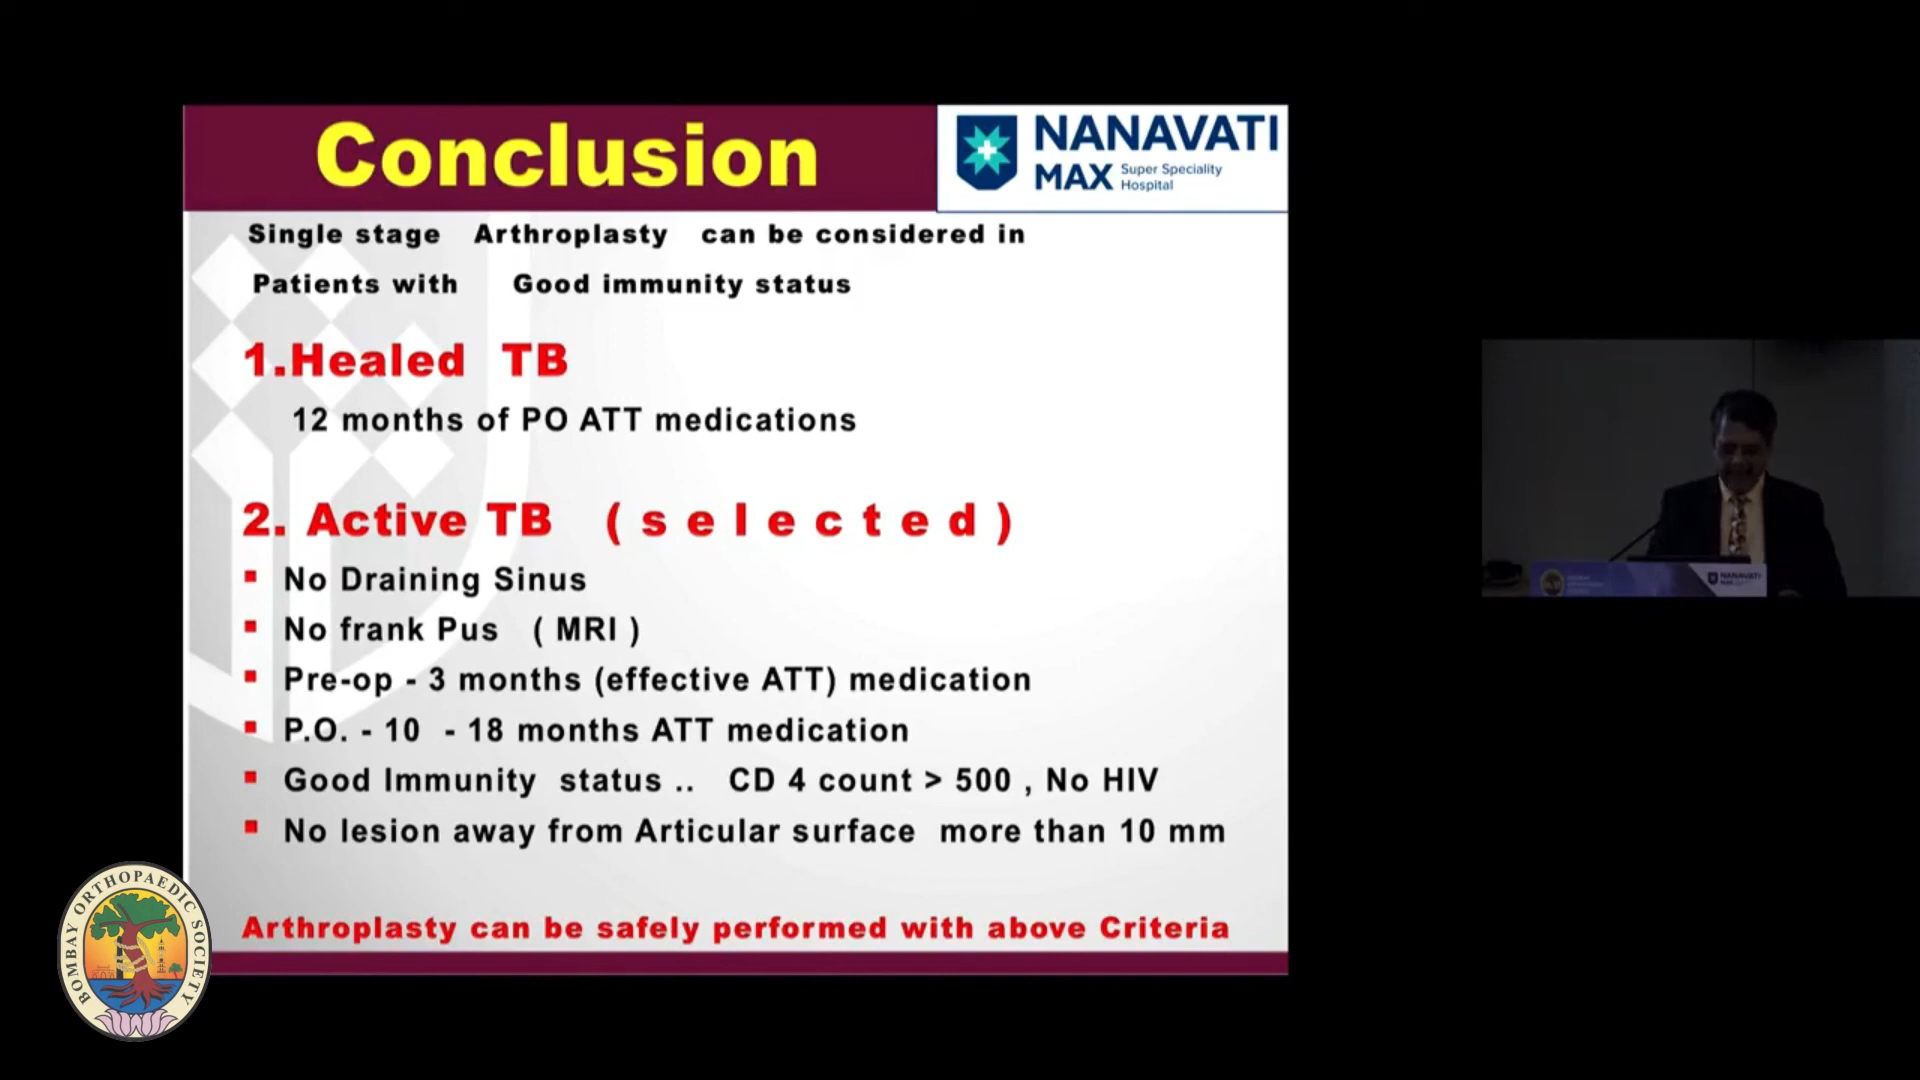 Conclusion
NANAVATI
MAX Super Speciality
Hospital
Single stage Arthroplasty can be considered in
Patients with Good immunity status
1.Healed TB
12 months of PO ATT medications
2. Active TB ( s e l e c t e d )
No Draining Sinus
No frank Pus ( MRI )
Pre-op - 3 months (effective ATT) medication
P.O. - 10 - 18 months ATT medication
Good Immunity status .. CD 4 count > 500 , No HIV
No lesion away from Articular surface more than 10 mm
Arthroplasty can be safely performed with above Criteria
BOMBAY ORTHOPAEDIC SOCIETY
NANAVATI